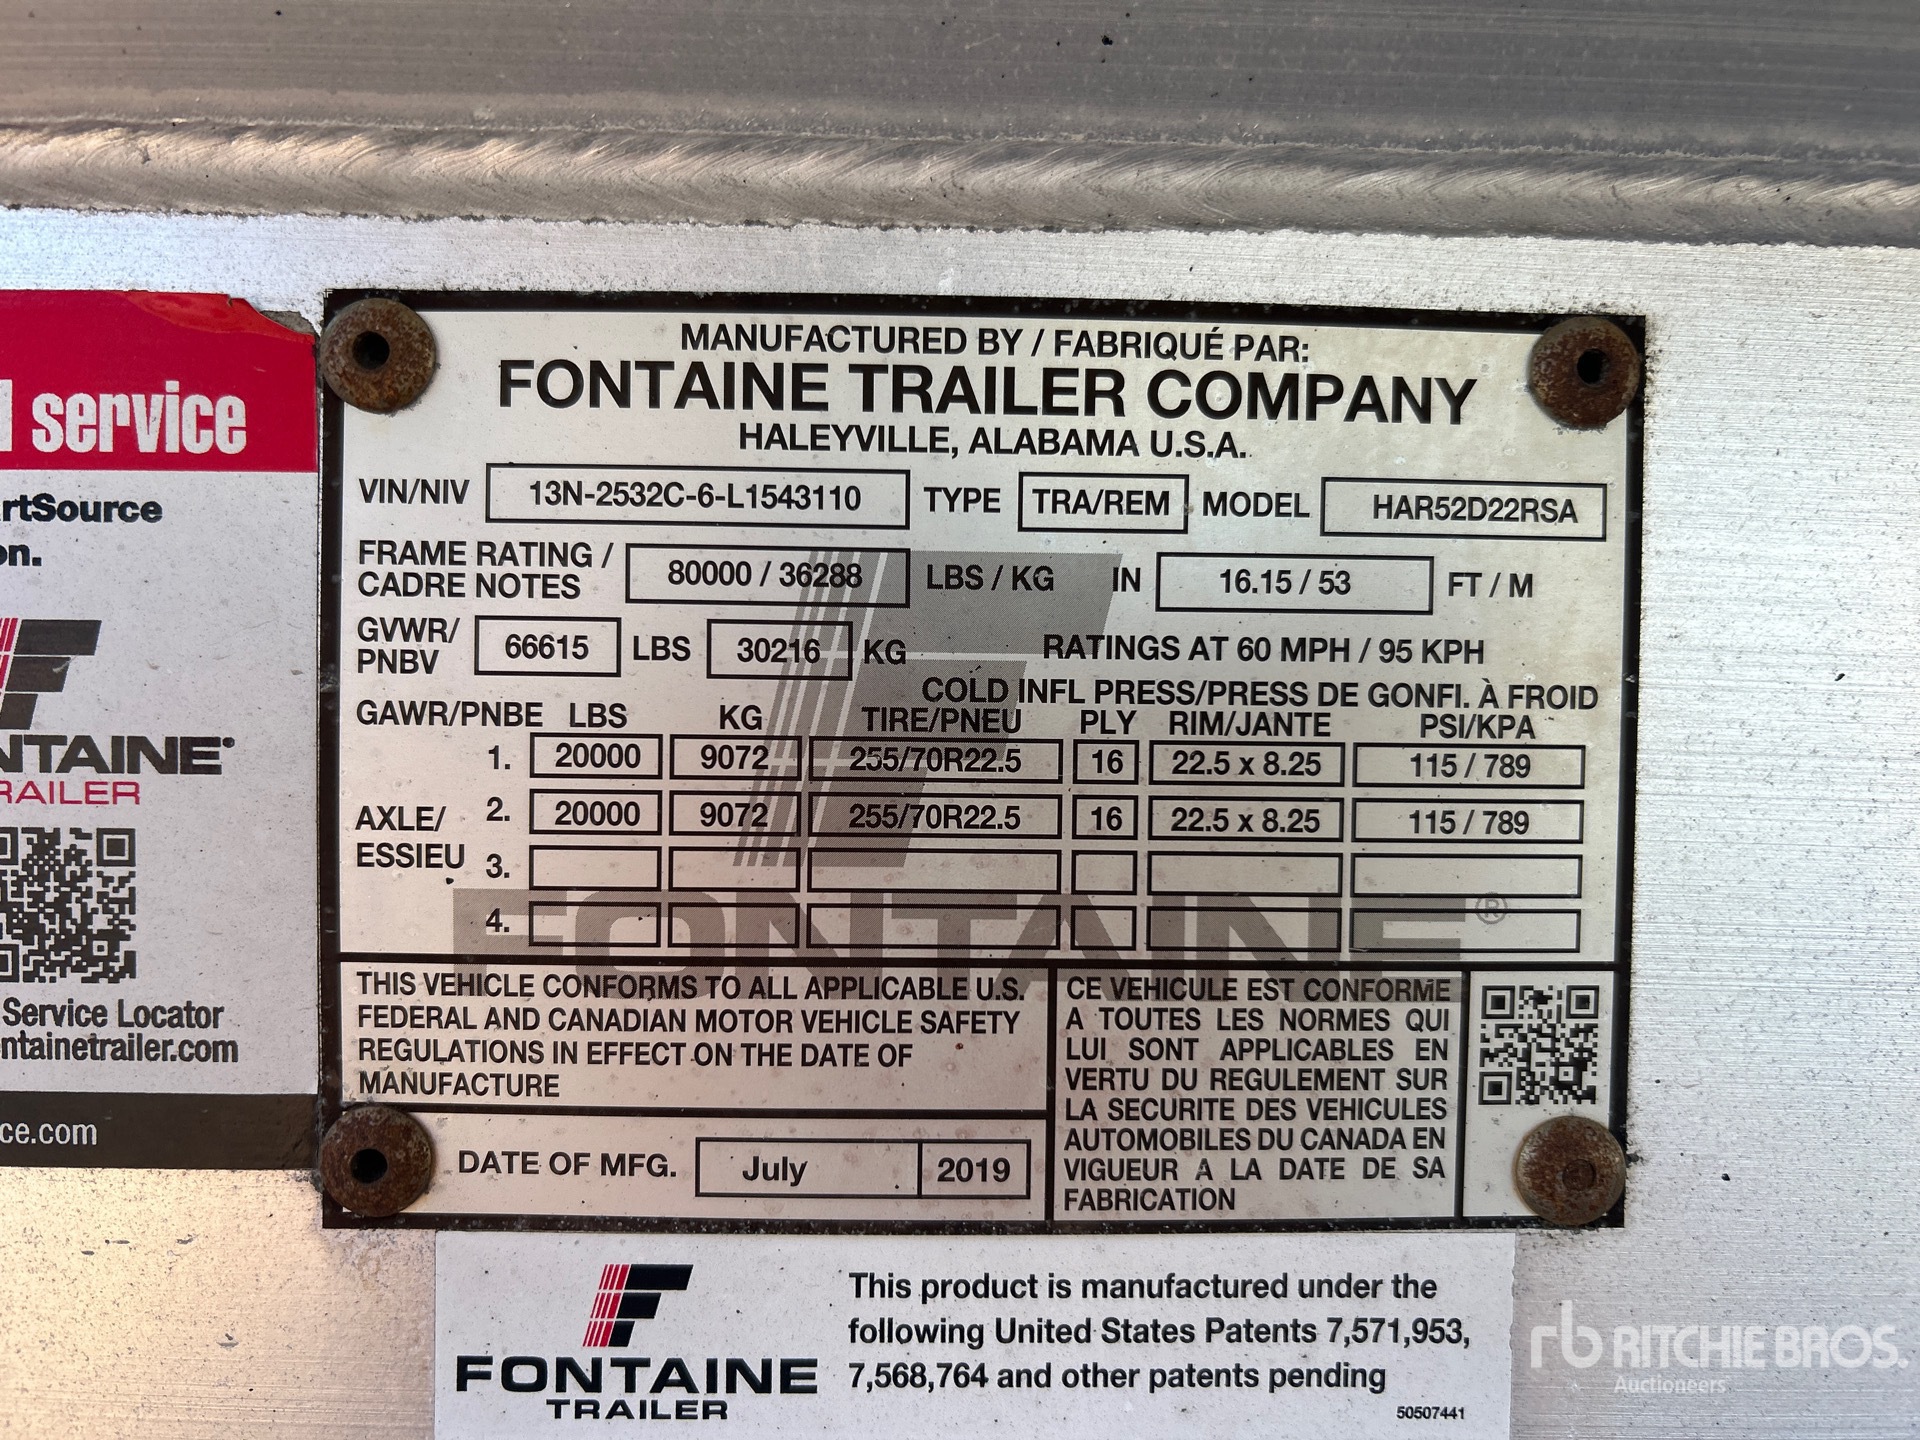 service
rtSource
on.
NTAINE
RAILER
Service Locator
ntainetrailer.com
ce.com
MANUFACTURED BY / FABRIQUÉ PAR:
FONTAINE TRAILER COMPANY
HALEYVILLE, ALABAMA U.S.A.
VIN/NIV 13N-2532C-6-L1543110 TYPE TRA/REM MODEL HAR52D22RSA
FRAME RATING /
CADRE NOTES 80000 / 36288 LBS / KG IN 16.15 / 53 FT / M
GVWR/
PNBV 66615 LBS 30216 KG RATINGS AT 60 MPH / 95 KPH
COLD INFL PRESS/PRESS DE GONFI. À FROID
GAWR/PNBE LBS KG TIRE/PNEU PLY RIM/JANTE PSI/KPA
1. 20000 9072 255/70R22.5 16 22.5 x 8.25 115 / 789
AXLE/
ESSIEU
2. 20000 9072 255/70R22.5 16 22.5 x 8.25 115 / 789
3.
4.
FONTAINE®
THIS VEHICLE CONFORMS TO ALL APPLICABLE U.S.
FEDERAL AND CANADIAN MOTOR VEHICLE SAFETY
REGULATIONS IN EFFECT ON THE DATE OF
MANUFACTURE
DATE OF MFG. July 2019
CE VEHICULE EST CONFORME
A TOUTES LES NORMES QUI
LUI SONT APPLICABLES EN
VERTU DU REGULEMENT SUR
LA SECURITE DES VEHICULES
AUTOMOBILES DU CANADA EN
VIGUEUR A LA DATE DE SA
FABRICATION
FONTAINE
TRAILER
This product is manufactured under the
following United States Patents 7,571,953,
7,568,764 and other patents pending
50507441
rb RITCHIE BROS.
Auctioneers